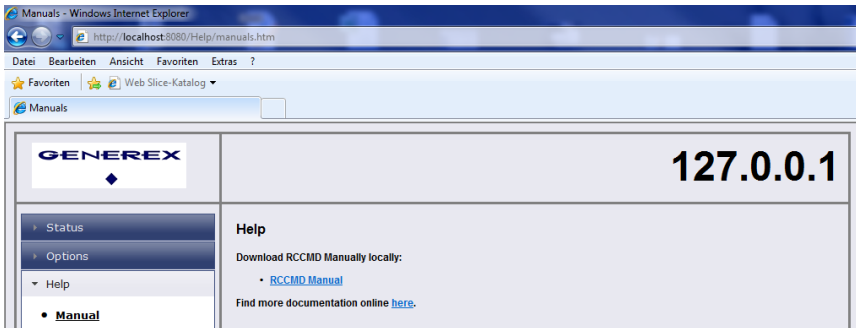 Manuals - Windows Internet Explorer
http://localhost:8080/Help/manuals.htm
Datei Bearbeiten Ansicht Favoriten Extras ?
Favoriten Web Slice-Katalog
Manuals
GENEREX
127.0.0.1
Status
Options
Help
Manual
Help
Download RCCMD Manually locally:
• RCCMD Manual
Find more documentation online here.